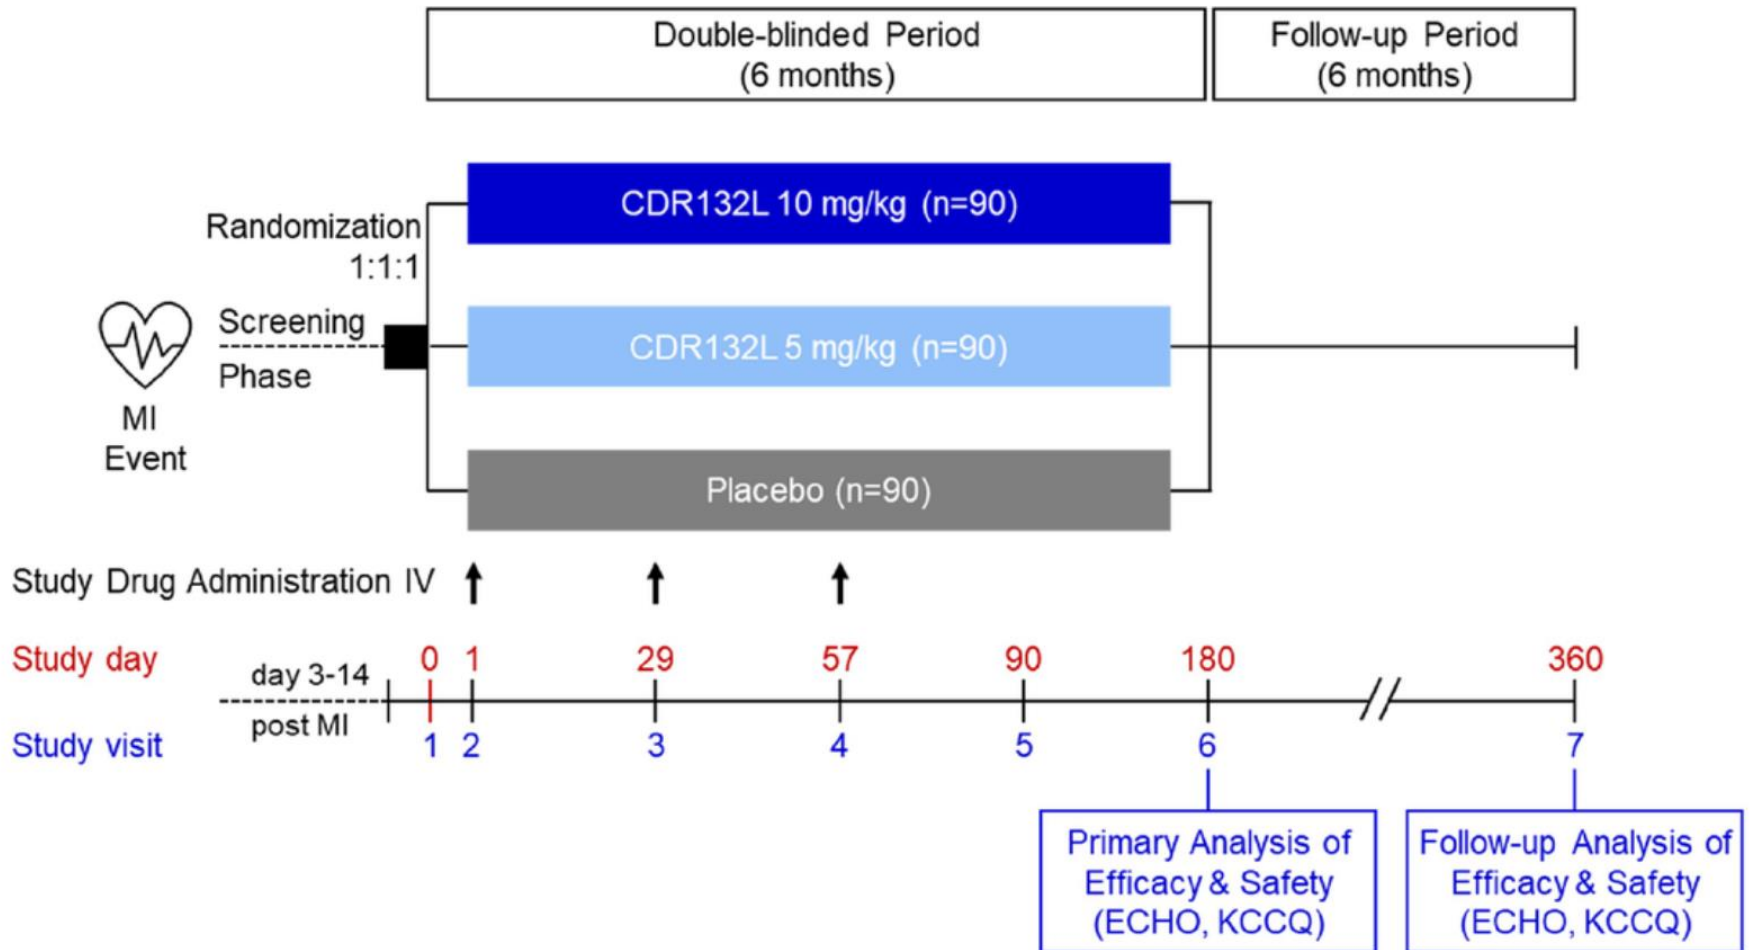 Double-blinded Period
(6 months)
Follow-up Period
(6 months)
Randomization
1:1:1
CDR132L 10 mg/kg (n=90)
Screening
Phase
CDR132L 5 mg/kg (n=90)
MI
Event
Placebo (n=90)
Study Drug Administration IV
Study day
day 3-14
post MI
0 1 29 57 90 180 360
Study visit
1 2 3 4 5 6 7
Primary Analysis of
Efficacy & Safety
(ECHO, KCCQ)
Follow-up Analysis of
Efficacy & Safety
(ECHO, KCCQ)